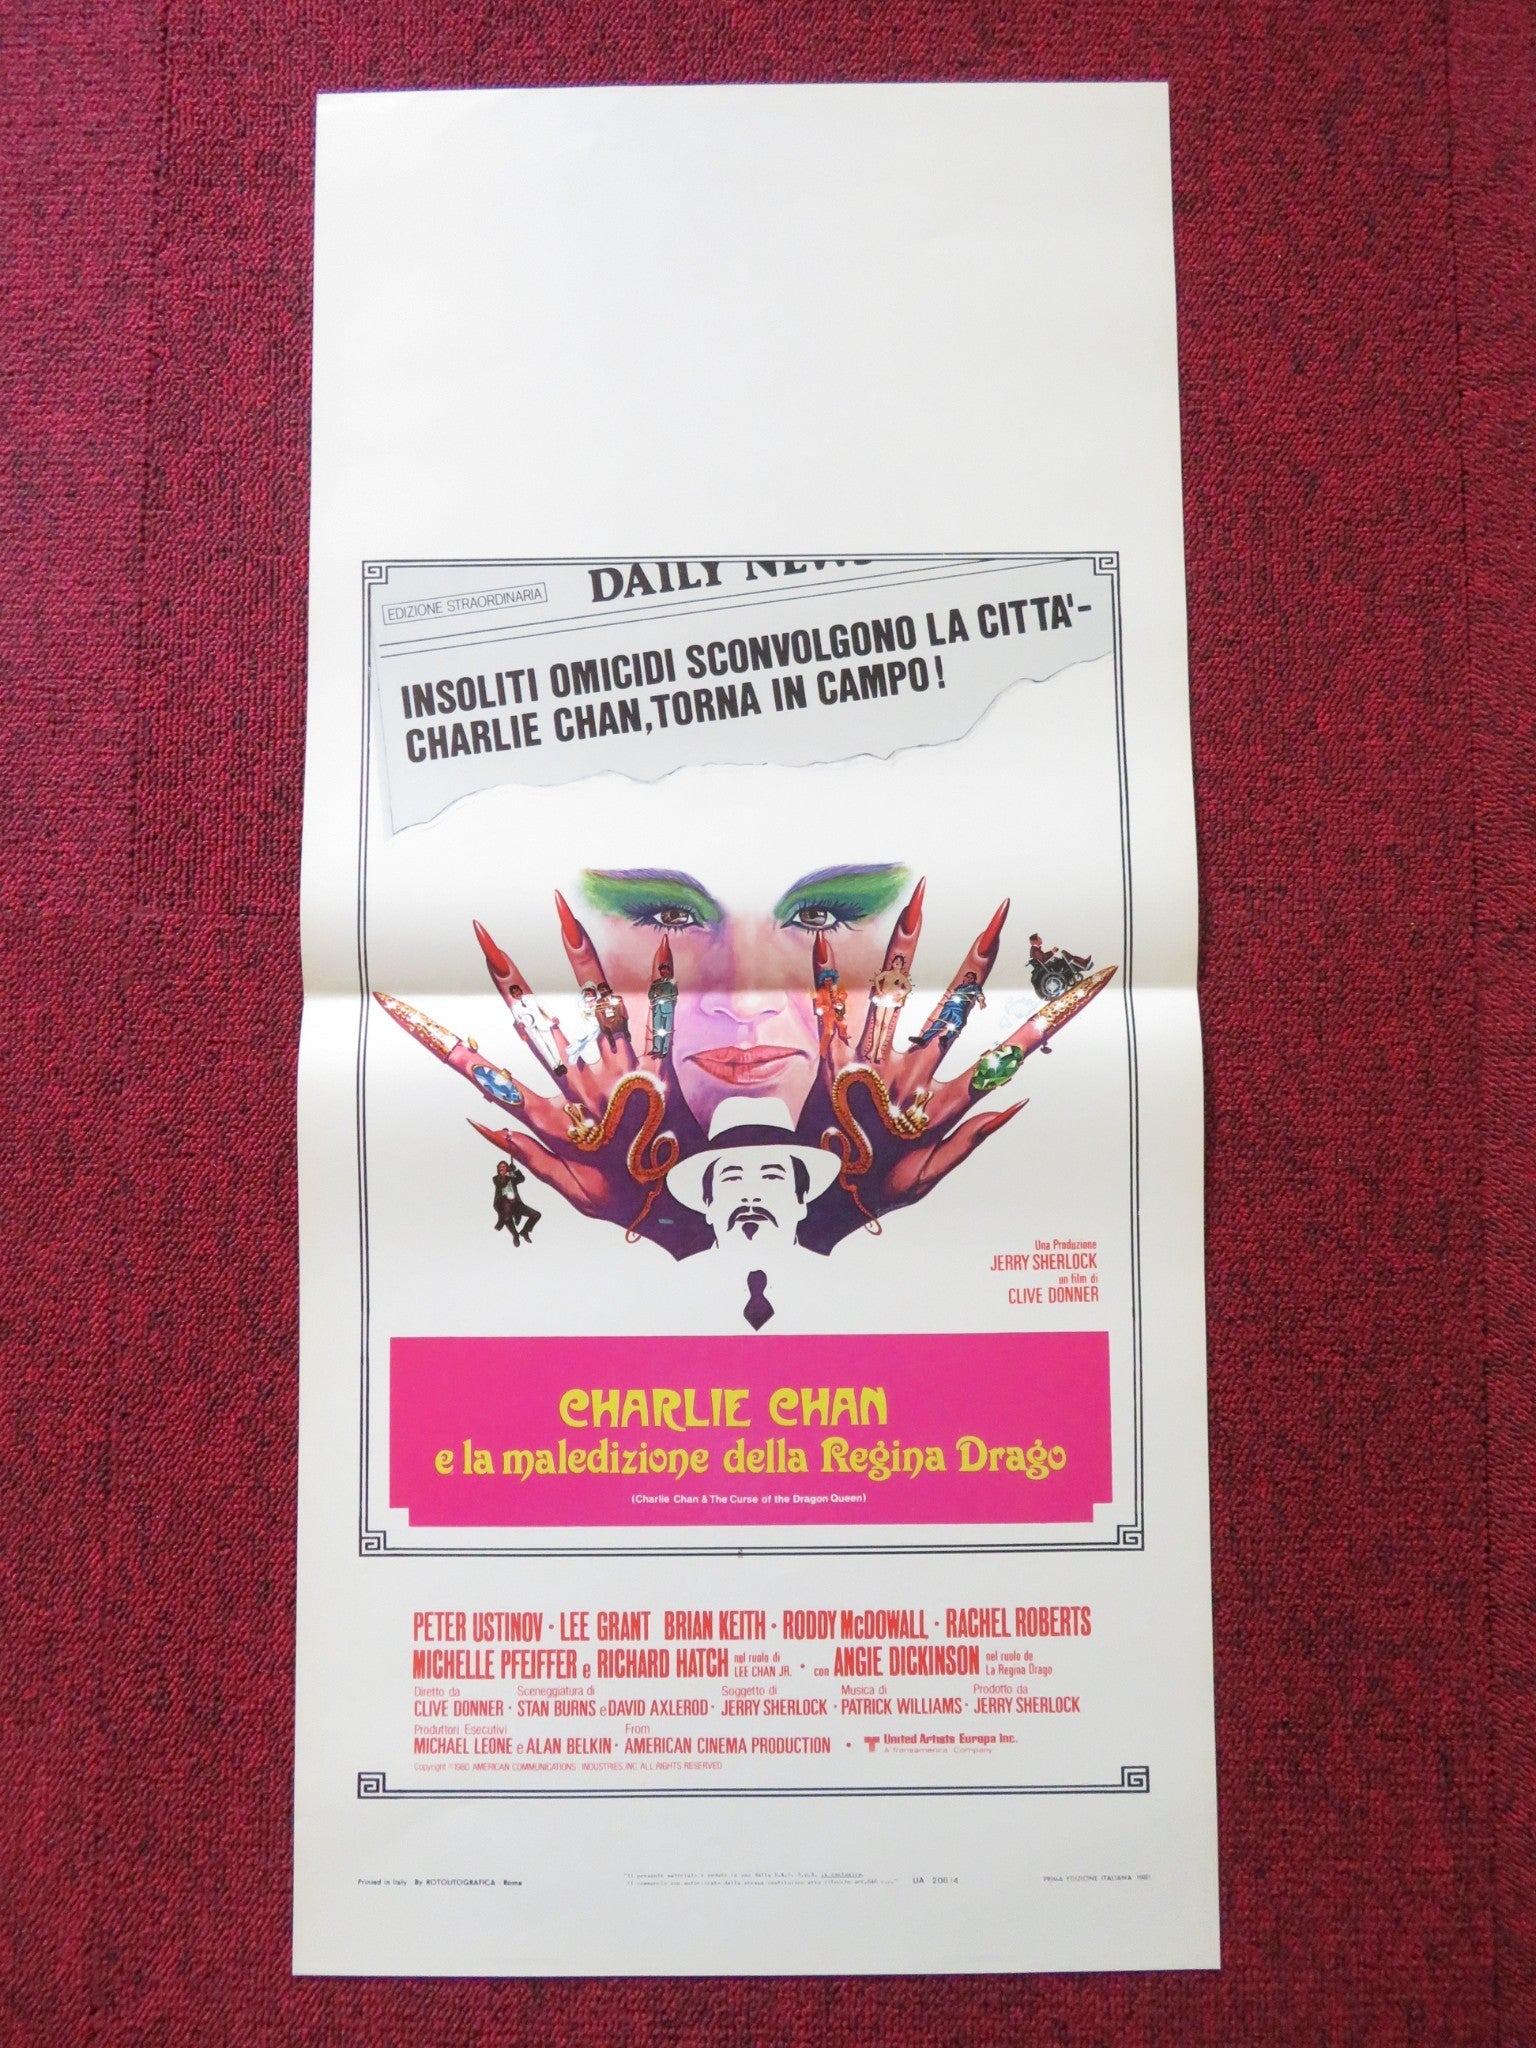 DAILY NEWS
EDIZIONE STRAORDINARIA
INSOLITI OMICIDI SCONVOLGONO LA CITTA'-
CHARLIE CHAN, TORNA IN CAMPO!
Una Produzione
JERRY SHERLOCK
un film di
CLIVE DONNER
CHARLIE CHAN
e la maledizione della Regina Drago
(Charlie Chan & The Curse of the Dragon Queen)
PETER USTINOV · LEE GRANT BRIAN KEITH · RODDY McDOWALL · RACHEL ROBERTS
MICHELLE PFEIFFER e RICHARD HATCH nel ruolo di LEE CHAN JR. · con ANGIE DICKINSON nel ruolo de La Regina Drago
Diretto da Sceneggiatura di Soggetto di Musica di Prodotto da
CLIVE DONNER · STAN BURNS e DAVID AXLEROD · JERRY SHERLOCK · PATRICK WILLIAMS · JERRY SHERLOCK
Produttori Esecutivi From
MICHAEL LEONE e ALAN BELKIN · AMERICAN CINEMA PRODUCTION · T United Artists Europa Inc.
A Transamerica Company
Copyright ©1980 AMERICAN COMMUNICATIONS INDUSTRIES, INC. ALL RIGHTS RESERVED
Printed in Italy By ROTOLITOGRAFICA - Roma
UA 206/4
PRIMA EDIZIONE ITALIANA 1981